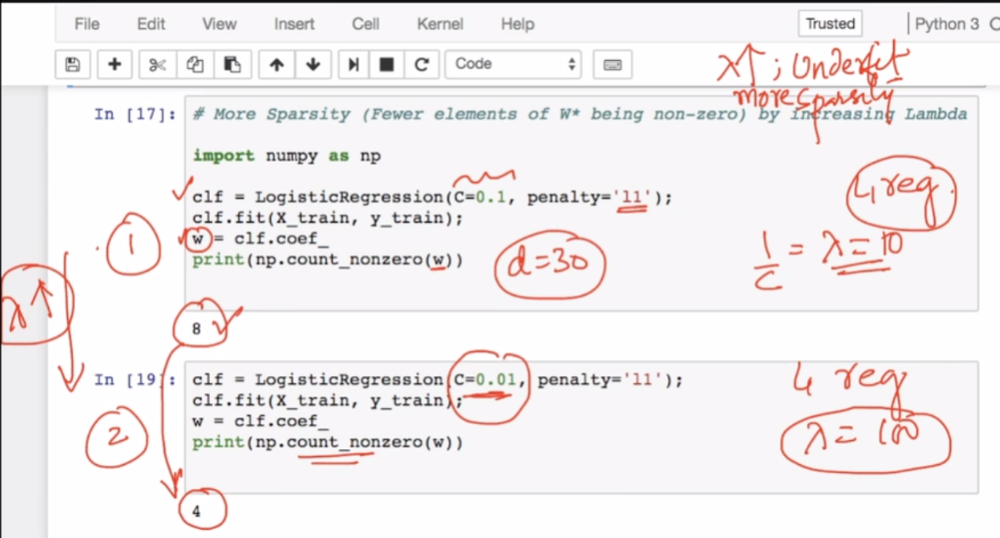 File Edit View Insert Cell Kernel Help Trusted Python 3
Code
λ↑ ; Underfit
more sparsity
In [17]: # More Sparsity (Fewer elements of W* being non-zero) by increasing Lambda
import numpy as np
clf = LogisticRegression(C=0.1, penalty='l1');
clf.fit(X_train, y_train);
w = clf.coef_
print(np.count_nonzero(w))
L1 reg
1
d=30
1/C = λ = 10
λ↑
8
In [19]: clf = LogisticRegression(C=0.01, penalty='l1');
clf.fit(X_train, y_train);
w = clf.coef_
print(np.count_nonzero(w))
L1 reg
2
λ = 100
4